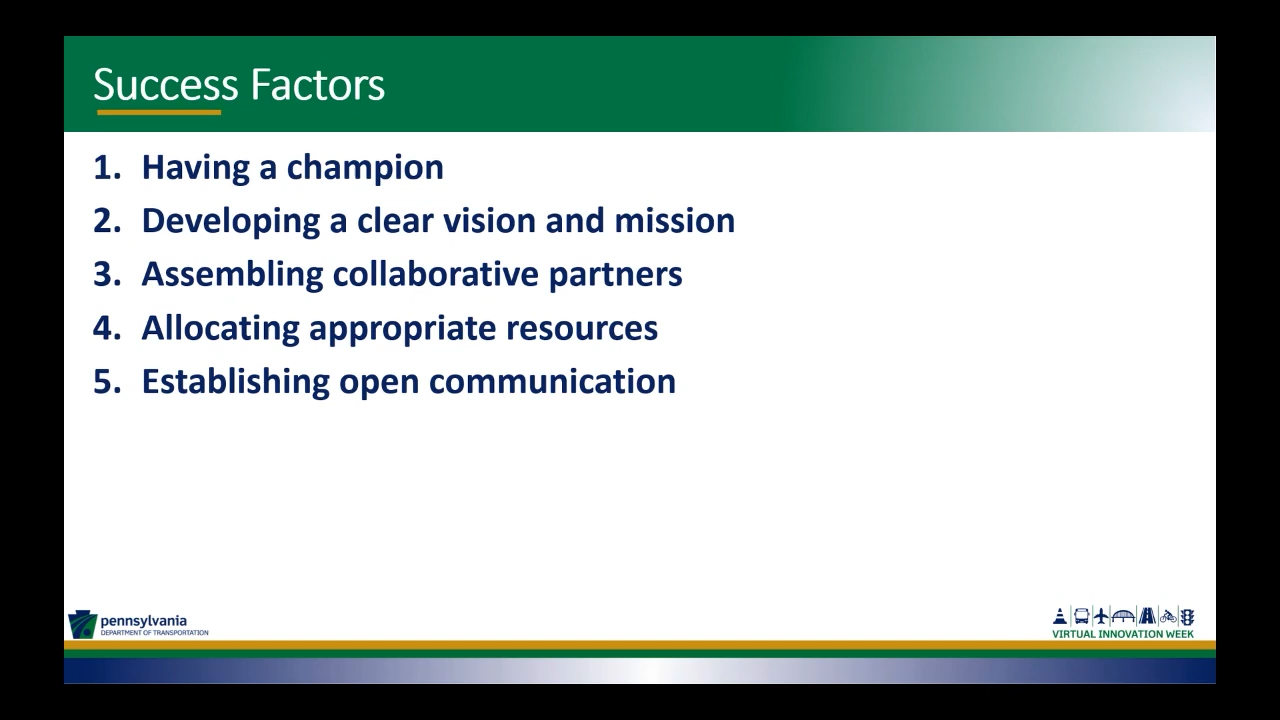 Success Factors
1. Having a champion
2. Developing a clear vision and mission
3. Assembling collaborative partners
4. Allocating appropriate resources
5. Establishing open communication
pennsylvania
DEPARTMENT OF TRANSPORTATION
VIRTUAL INNOVATION WEEK